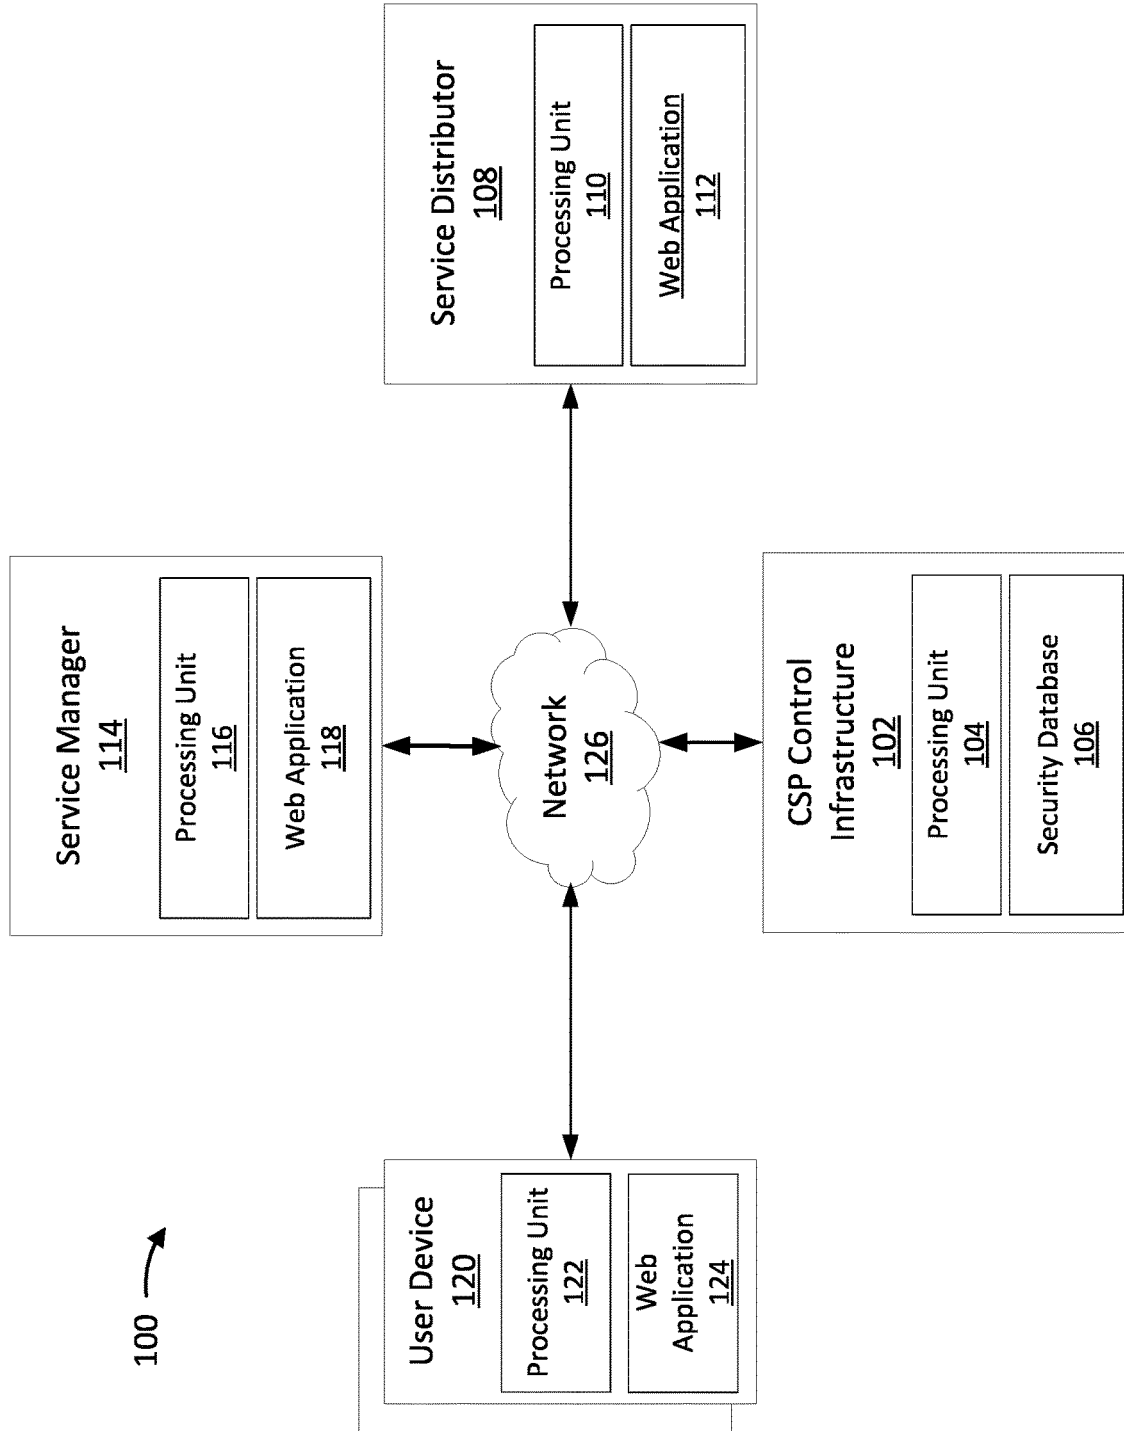 100
Service Manager
114
Processing Unit
116
Web Application
118
User Device
120
Processing Unit
122
Web
Application
124
Network
126
Service Distributor
108
Processing Unit
110
Web Application
112
CSP Control
Infrastructure
102
Processing Unit
104
Security Database
106